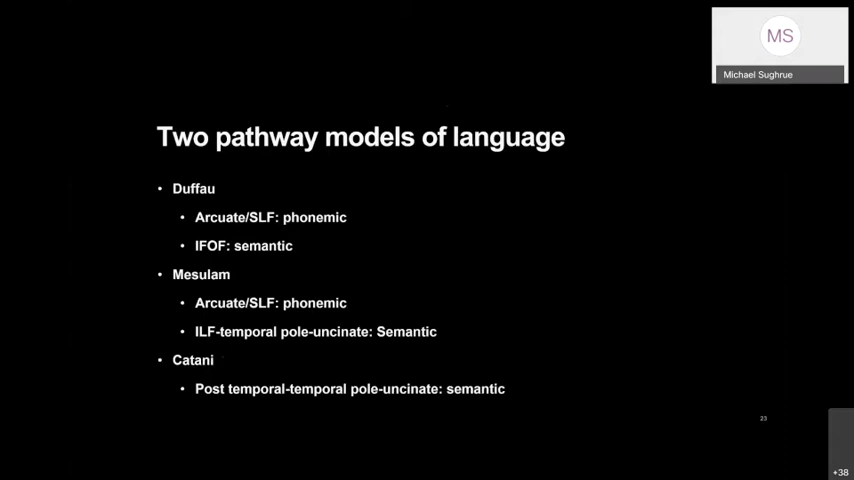 MS
Michael Sughrue
Two pathway models of language
• Duffau
• Arcuate/SLF: phonemic
• IFOF: semantic
• Mesulam
• Arcuate/SLF: phonemic
• ILF-temporal pole-uncinate: Semantic
• Catani
• Post temporal-temporal pole-uncinate: semantic
23
+38